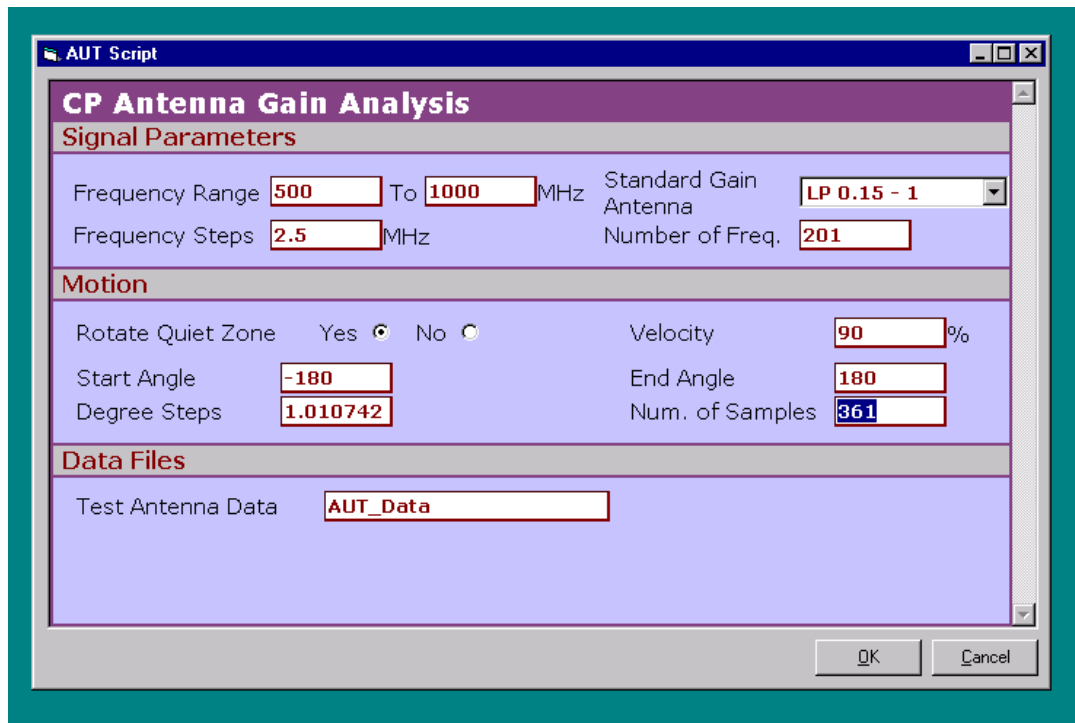 AUT Script
CP Antenna Gain Analysis
Signal Parameters
Frequency Range 500 To 1000 MHz
Standard Gain
Antenna
LP 0.15 - 1
Frequency Steps 2.5 MHz
Number of Freq. 201
Motion
Rotate Quiet Zone Yes No
Velocity 90 %
Start Angle -180
End Angle 180
Degree Steps 1.010742
Num. of Samples 361
Data Files
Test Antenna Data AUT_Data
OK
Cancel